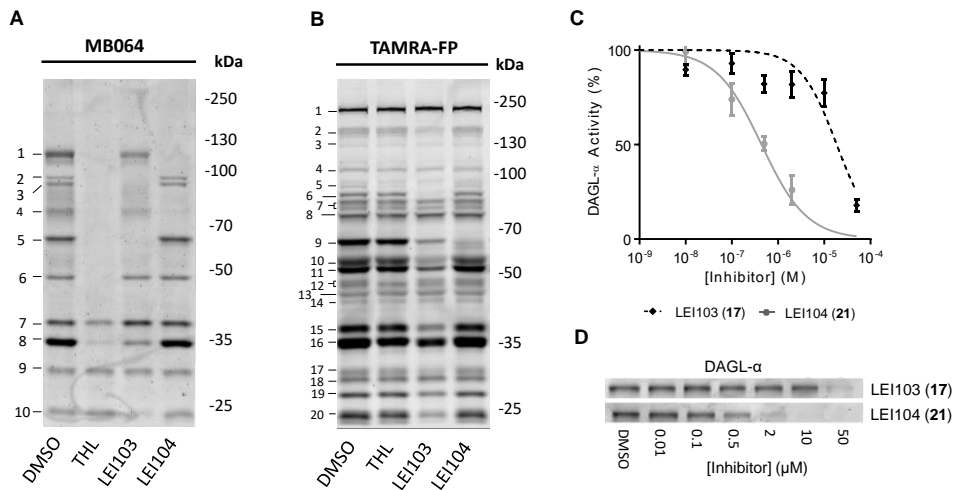 A
MB064
kDa
-250
-130
-100
-70
-50
-35
-25
1
2
3
4
5
6
7
8
9
10
DMSO
THL
LEI103
LEI104
B
TAMRA-FP
kDa
-250
-130
-100
-70
-50
-35
-25
1
2
3
4
5
6
7
8
9
10
11
12
13
14
15
16
17
18
19
20
DMSO
THL
LEI103
LEI104
C
DAGL-α Activity (%)
100
50
0
10⁻⁹ 10⁻⁸ 10⁻⁷ 10⁻⁶ 10⁻⁵ 10⁻⁴
[Inhibitor] (M)
LEI103 (17) LEI104 (21)
D
DAGL-α
LEI103 (17)
LEI104 (21)
DMSO 0.01 0.1 0.5 2 10 50
[Inhibitor] (µM)